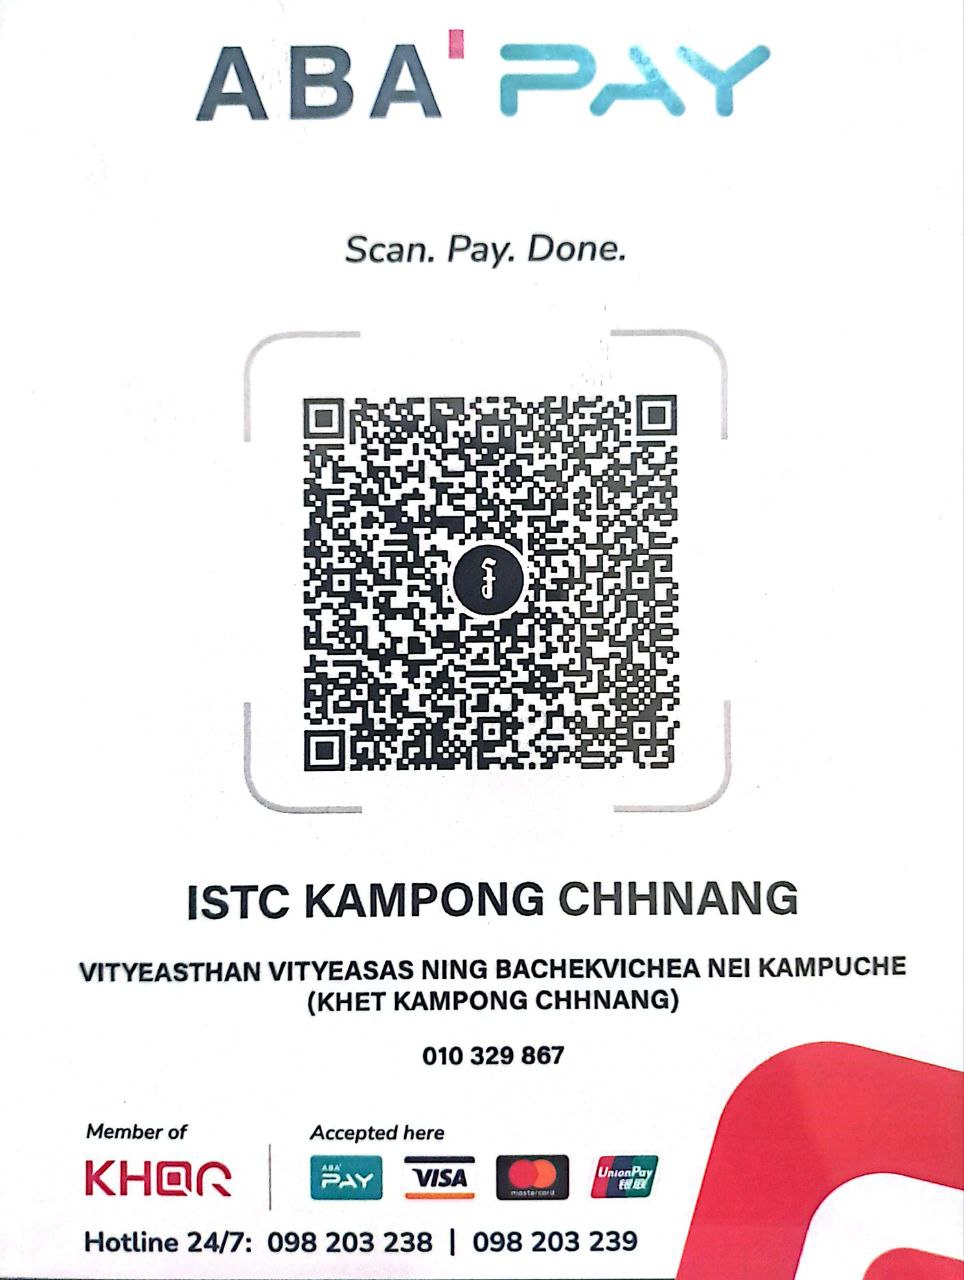 ABA' PAY
Scan. Pay. Done.
ISTC KAMPONG CHHNANG
VITYEASTHAN VITYEASAS NING BACHEKVICHEA NEI KAMPUCHE
(KHET KAMPONG CHHNANG)
010 329 867
Member of
KHQR
Accepted here
ABA' PAY
VISA
mastercard
UnionPay
银联
Hotline 24/7: 098 203 238 | 098 203 239